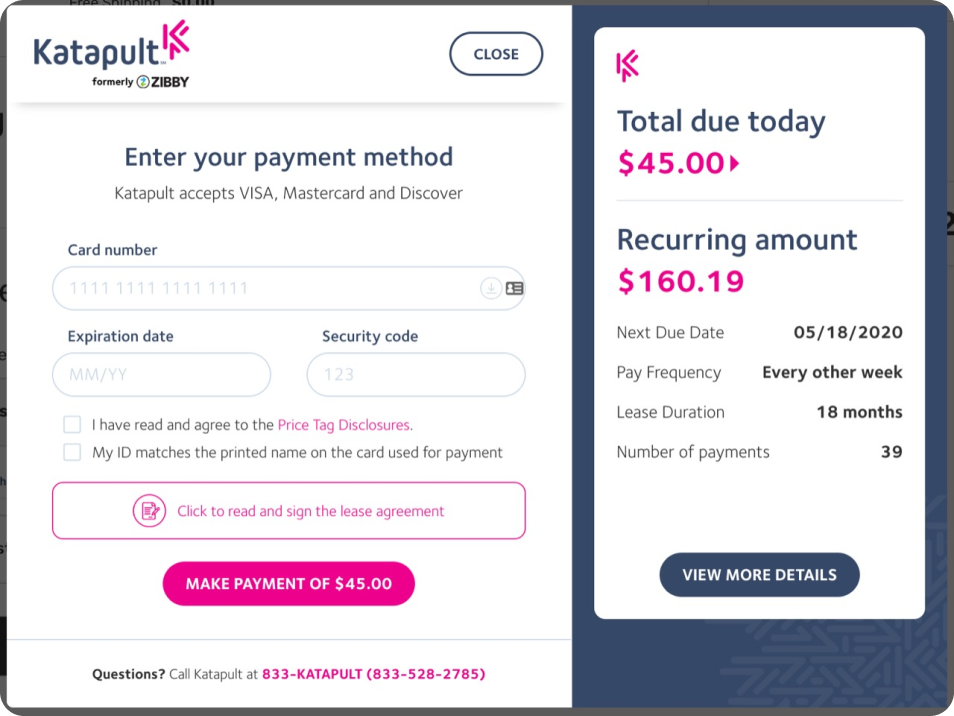 Free Shipping $0.00
Katapult
formerly ZIBBY
CLOSE
Enter your payment method
Katapult accepts VISA, Mastercard and Discover
Card number
1111 1111 1111 1111
Expiration date
Security code
MM/YY
123
I have read and agree to the Price Tag Disclosures.
My ID matches the printed name on the card used for payment
Click to read and sign the lease agreement
MAKE PAYMENT OF $45.00
Questions? Call Katapult at 833-KATAPULT (833-528-2785)
Total due today
$45.00
Recurring amount
$160.19
Next Due Date 05/18/2020
Pay Frequency Every other week
Lease Duration 18 months
Number of payments 39
VIEW MORE DETAILS